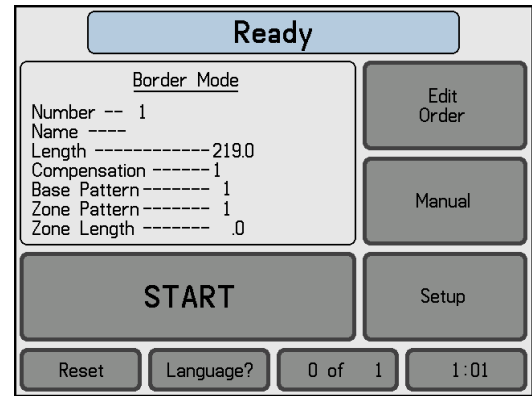 Ready
Border Mode
Number -- 1
Name ----
Length ------------- 219.0
Compensation ------ 1
Base Pattern ------- 1
Zone Pattern ------- 1
Zone Length ------- .0
Edit
Order
Manual
START
Setup
Reset
Language?
0 of 1
1:01